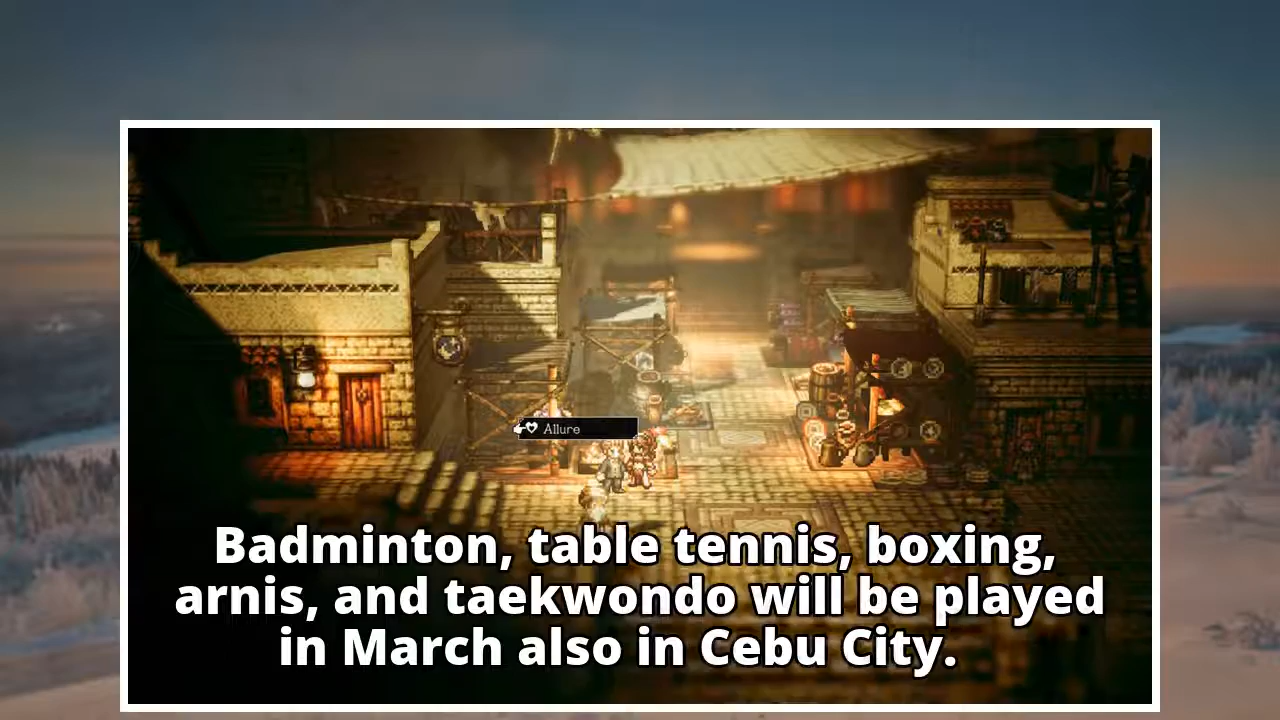 Allure
Badminton, table tennis, boxing,
arnis, and taekwondo will be played
in March also in Cebu City.